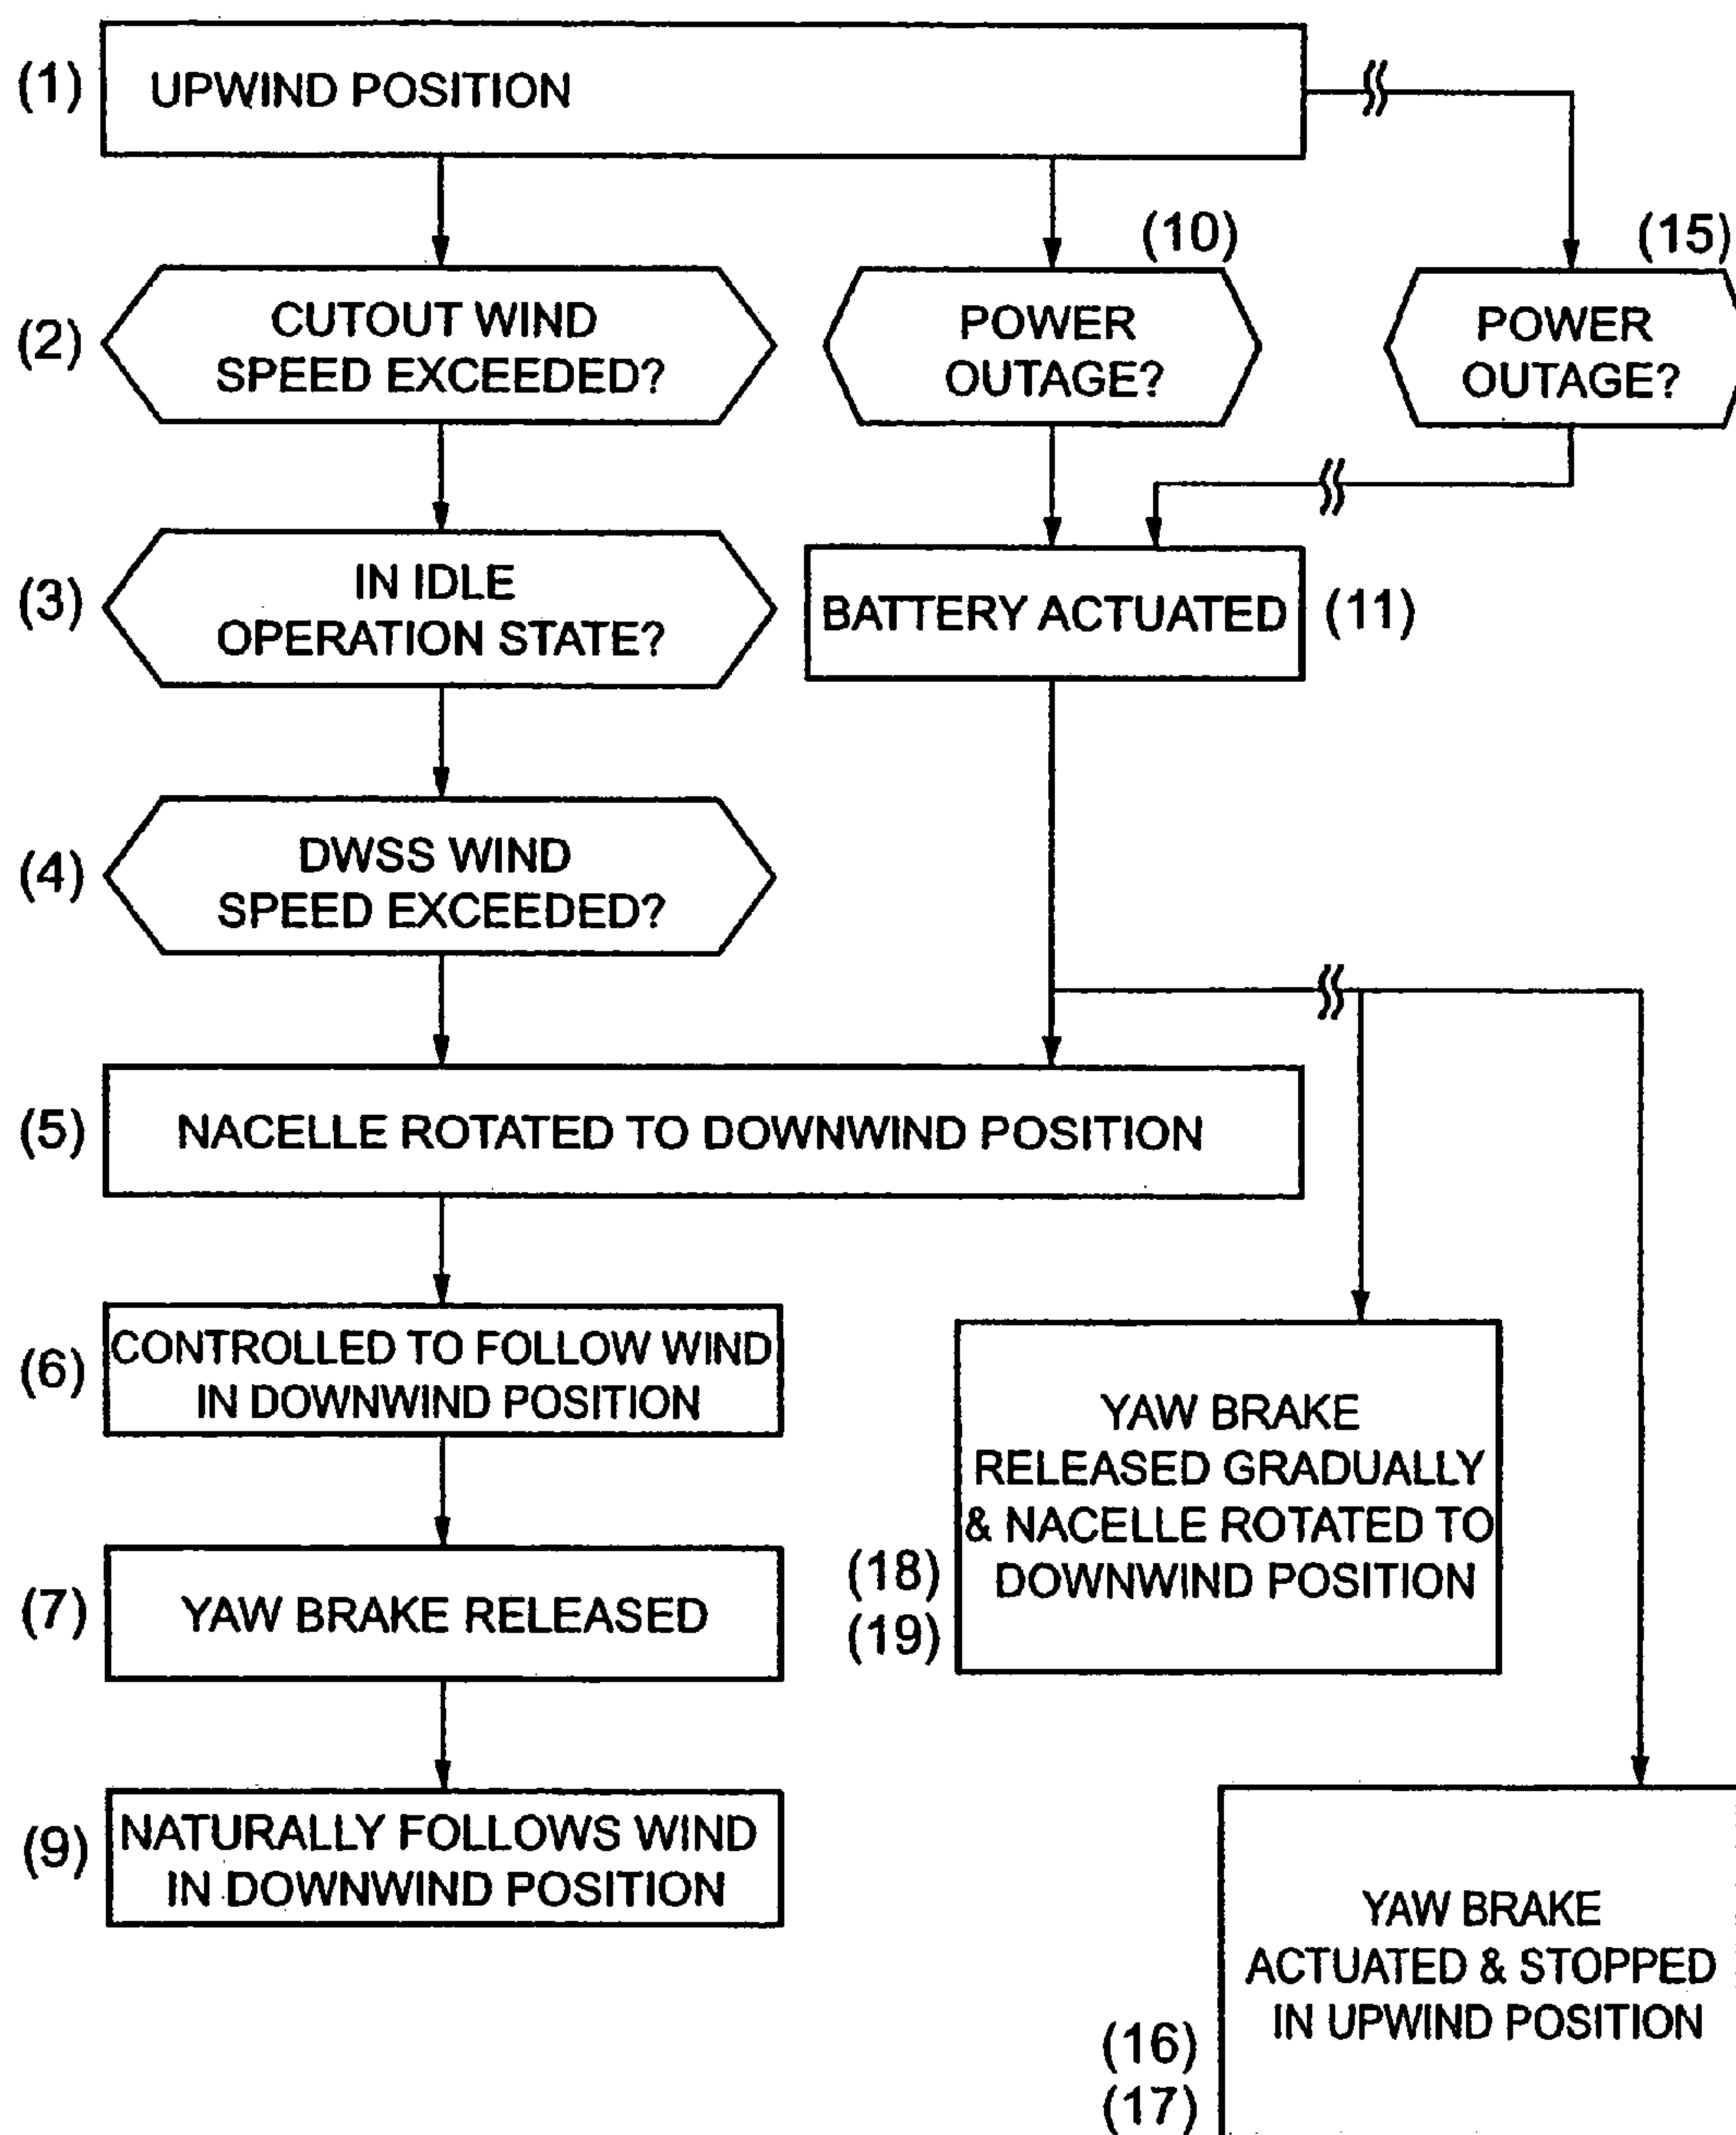 (1)
UPWIND POSITION
(10)
(15)
(2)
CUTOUT WIND
SPEED EXCEEDED?
POWER
OUTAGE?
POWER
OUTAGE?
(3)
IN IDLE
OPERATION STATE?
BATTERY ACTUATED
(11)
(4)
DWSS WIND
SPEED EXCEEDED?
(5)
NACELLE ROTATED TO DOWNWIND POSITION
(6)
CONTROLLED TO FOLLOW WIND
IN DOWNWIND POSITION
YAW BRAKE
RELEASED GRADUALLY
& NACELLE ROTATED TO
DOWNWIND POSITION
(18)
(19)
(7)
YAW BRAKE RELEASED
(9)
NATURALLY FOLLOWS WIND
IN DOWNWIND POSITION
YAW BRAKE
ACTUATED & STOPPED
IN UPWIND POSITION
(16)
(17)